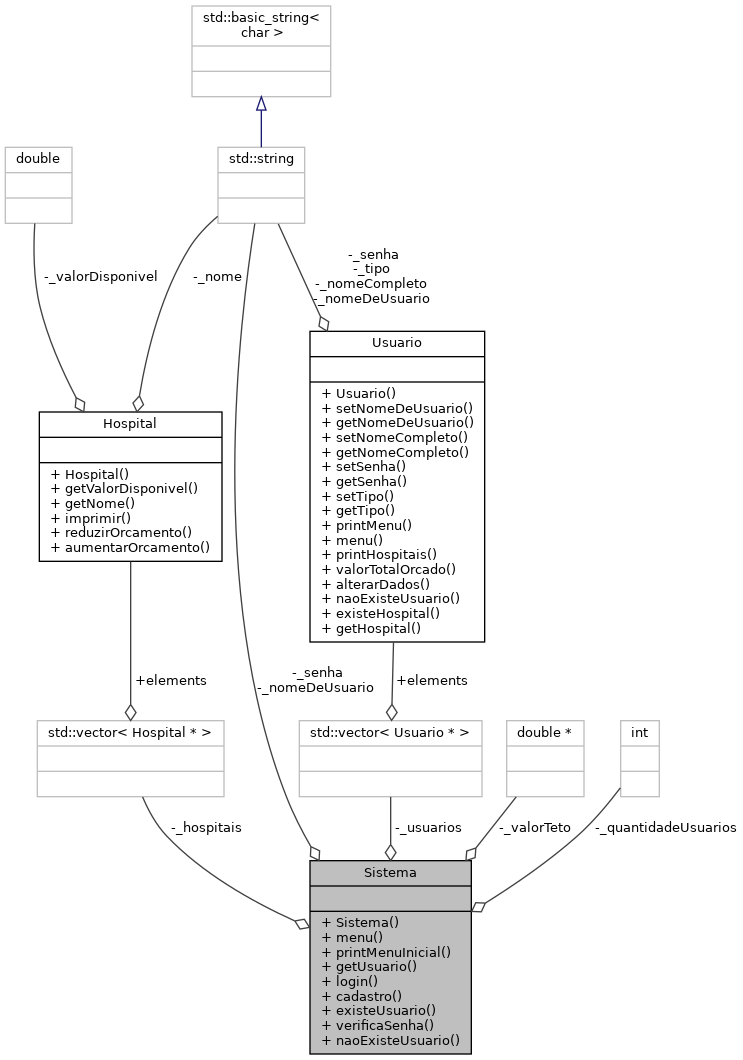 std::basic_string<
char >
double
std::string
-_valorDisponivel
-_nome
-_senha
-_tipo
-_nomeCompleto
-_nomeDeUsuario
Usuario
+ Usuario()
+ setNomeDeUsuario()
+ getNomeDeUsuario()
+ setNomeCompleto()
+ getNomeCompleto()
+ setSenha()
+ getSenha()
+ setTipo()
+ getTipo()
+ printMenu()
+ menu()
+ printHospitais()
+ valorTotalOrcado()
+ alterarDados()
+ naoExisteUsuario()
+ existeHospital()
+ getHospital()
Hospital
+ Hospital()
+ getValorDisponivel()
+ getNome()
+ imprimir()
+ reduzirOrcamento()
+ aumentarOrcamento()
+elements
-_senha
-_nomeDeUsuario
+elements
std::vector< Hospital * >
std::vector< Usuario * >
double *
int
-_hospitais
-_usuarios
-_valorTeto
-_quantidadeUsuarios
Sistema
+ Sistema()
+ menu()
+ printMenuInicial()
+ getUsuario()
+ login()
+ cadastro()
+ existeUsuario()
+ verificaSenha()
+ naoExisteUsuario()